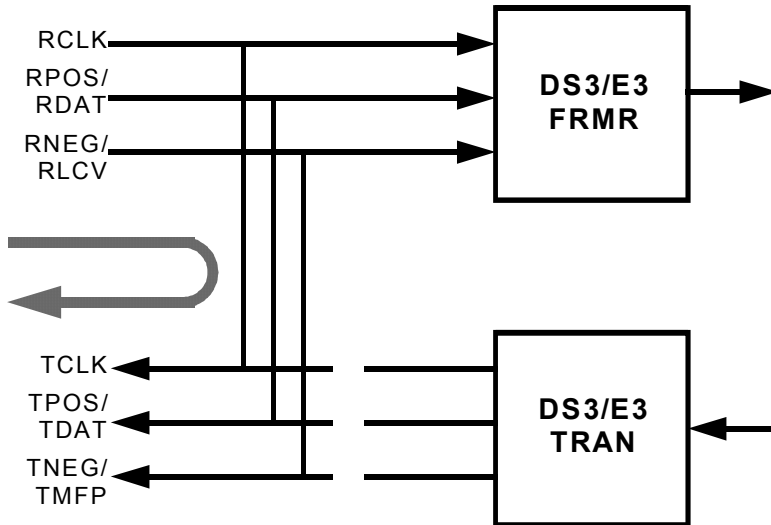 RCLK
RPOS/
RDAT
RNEG/
RLCV
DS3/E3
FRMR
TCLK
TPOS/
TDAT
TNEG/
TMFP
DS3/E3
TRAN